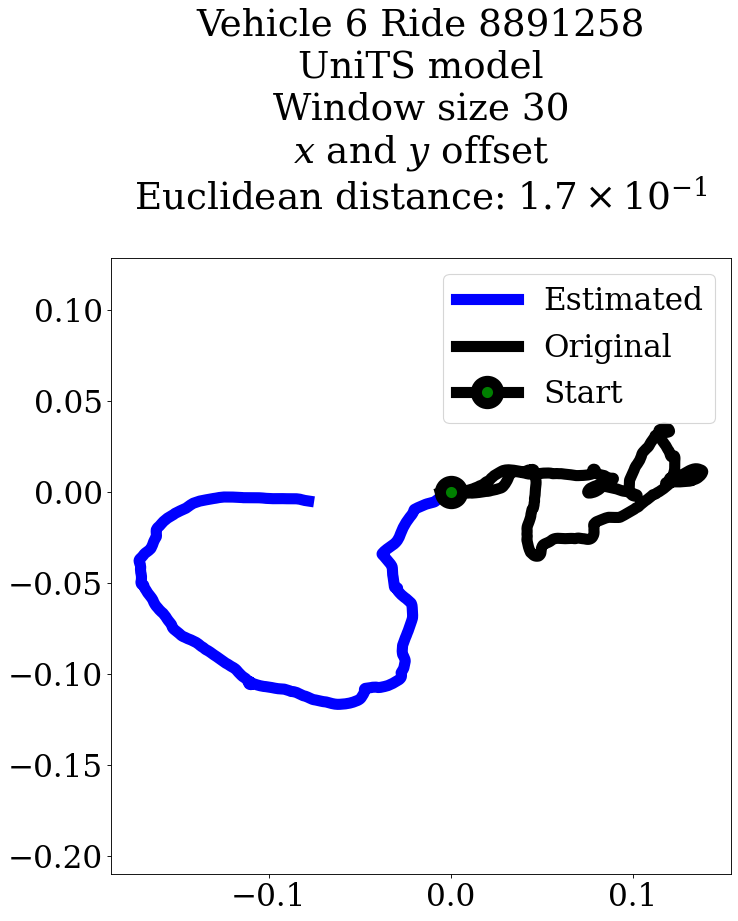 Vehicle 6 Ride 8891258
UniTS model
Window size 30
x and y offset
Euclidean distance: 1.7 × 10⁻¹
Estimated
Original
Start
0.10
0.05
0.00
−0.05
−0.10
−0.15
−0.20
−0.1 0.0 0.1